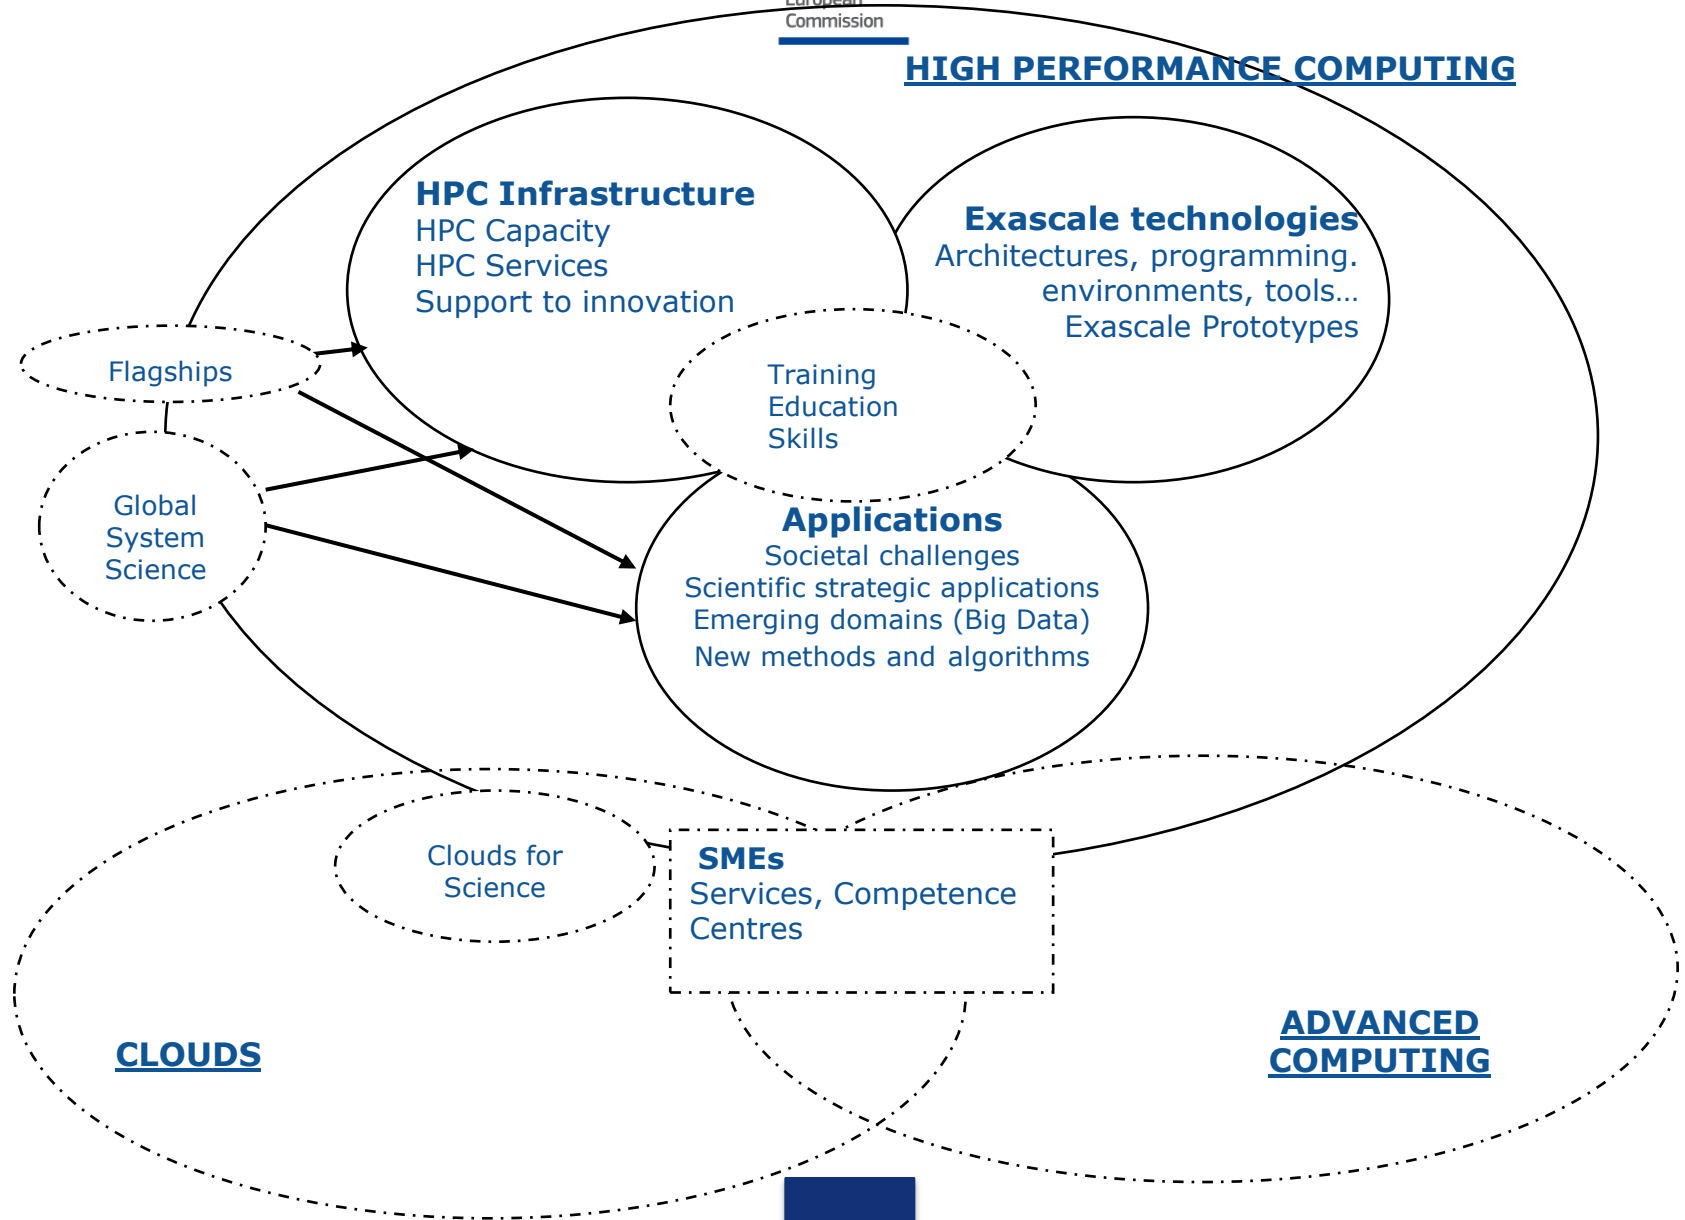 European
Commission
HIGH PERFORMANCE COMPUTING
HPC Infrastructure
HPC Capacity
HPC Services
Support to innovation
Exascale technologies
Architectures, programming.
environments, tools…
Exascale Prototypes
Flagships
Training
Education
Skills
Global
System
Science
Applications
Societal challenges
Scientific strategic applications
Emerging domains (Big Data)
New methods and algorithms
Clouds for
Science
SMEs
Services, Competence
Centres
CLOUDS
ADVANCED
COMPUTING